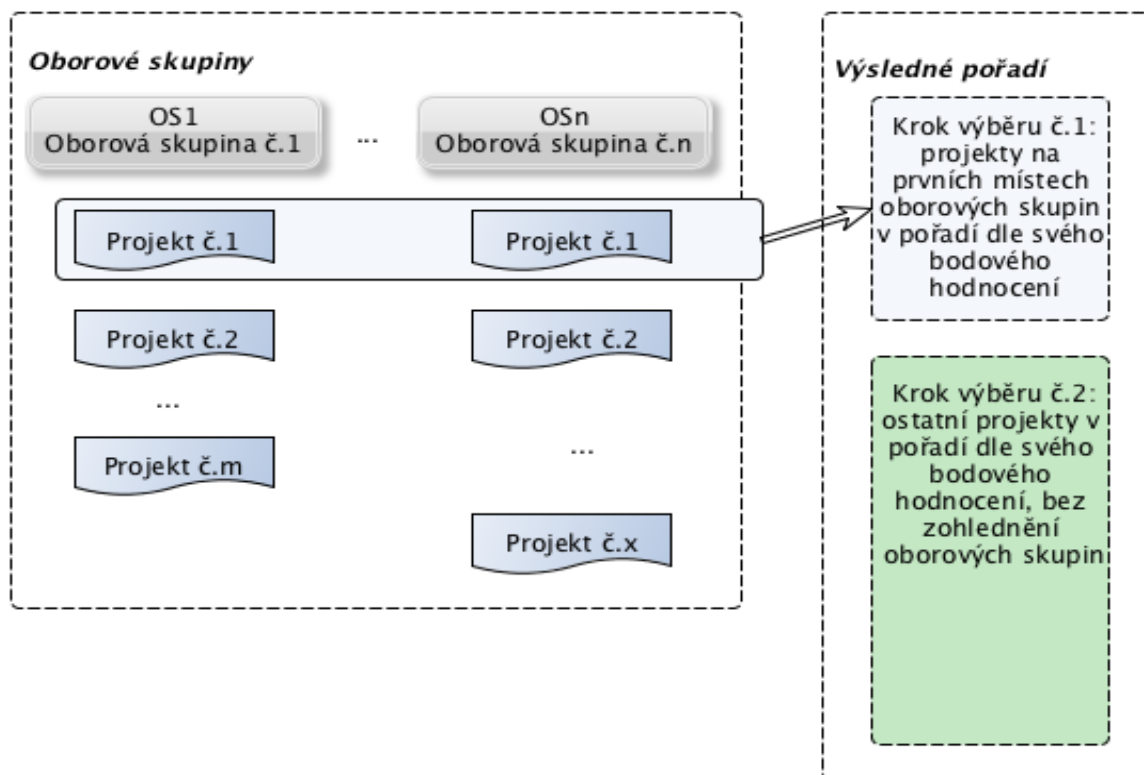 Oborové skupiny
OS1
Oborová skupina č.1
...
OSn
Oborová skupina č.n
Projekt č.1
Projekt č.1
Projekt č.2
Projekt č.2
...
Projekt č.m
...
Projekt č.x
Výsledné pořadí
Krok výběru č.1:
projekty na
prvních místech
oborových skupin
v pořadí dle svého
bodového
hodnocení
Krok výběru č.2:
ostatní projekty v
pořadí dle svého
bodového
hodnocení, bez
zohlednění
oborových skupin